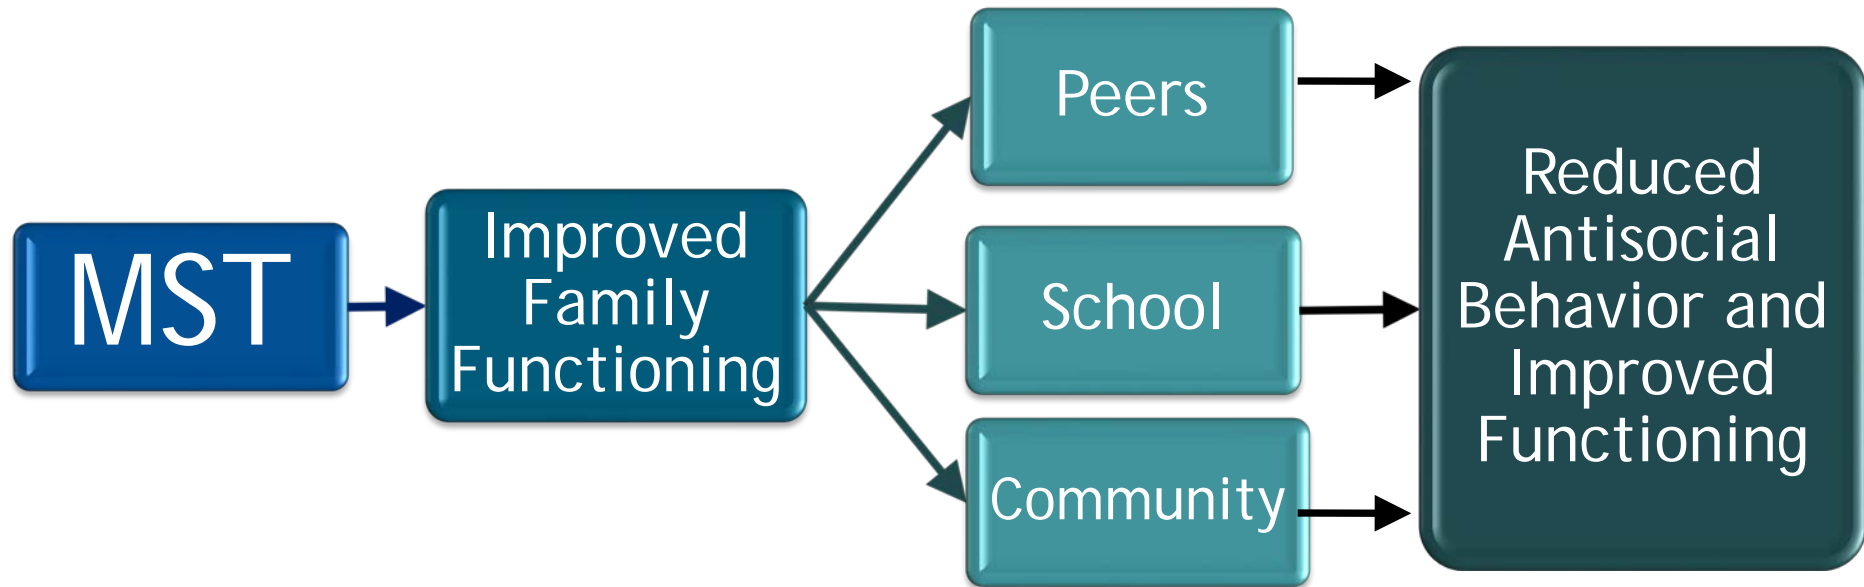 MST
Improved
Family
Functioning
Peers
School
Community
Reduced
Antisocial
Behavior and
Improved
Functioning